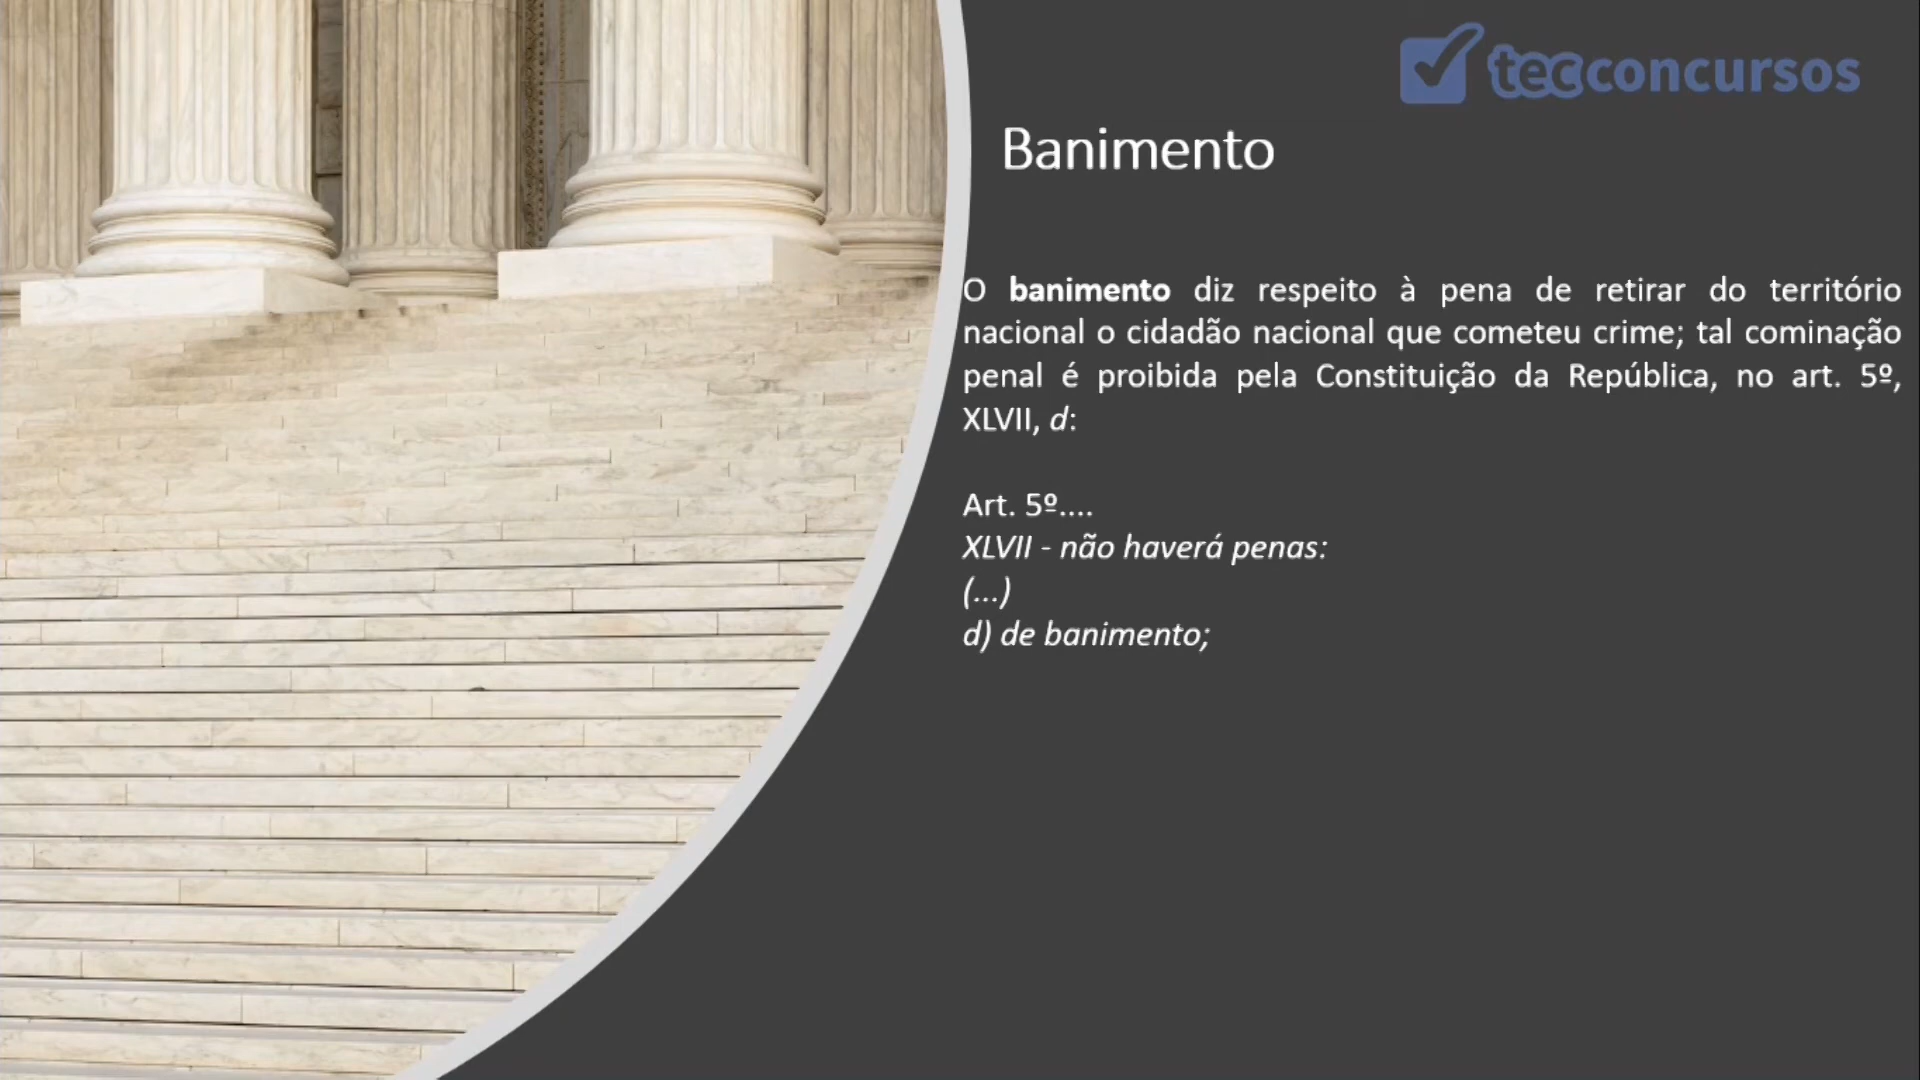 tecconcursos
Banimento
O banimento diz respeito à pena de retirar do território
nacional o cidadão nacional que cometeu crime; tal cominação
penal é proibida pela Constituição da República, no art. 5º,
XLVII, d:
Art. 5º....
XLVII - não haverá penas:
(...)
d) de banimento;